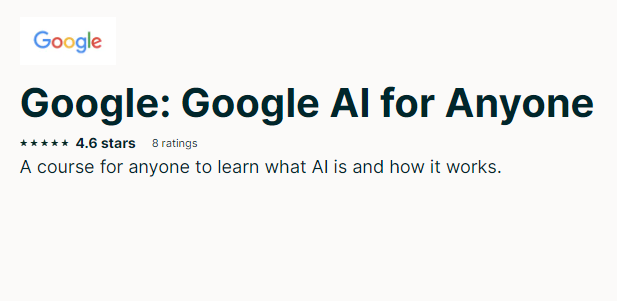 Google
Google: Google AI for Anyone
★★★★★ 4.6 stars 8 ratings
A course for anyone to learn what AI is and how it works.